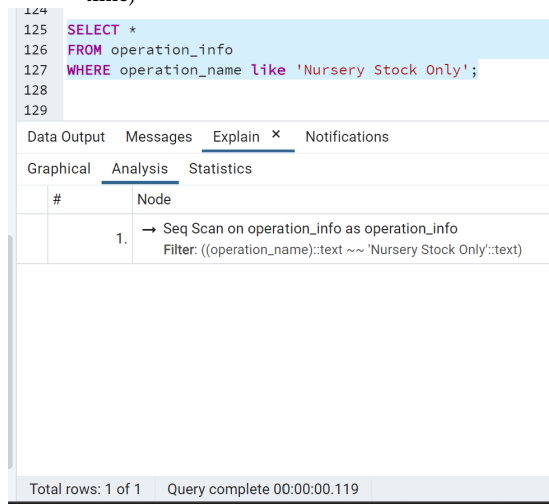 time)
124
125 SELECT *
126 FROM operation_info
127 WHERE operation_name like 'Nursery Stock Only';
128
129
Data Output Messages Explain × Notifications
Graphical Analysis Statistics
# Node
1. → Seq Scan on operation_info as operation_info
Filter: ((operation_name)::text ~~ 'Nursery Stock Only'::text)
Total rows: 1 of 1 Query complete 00:00:00.119